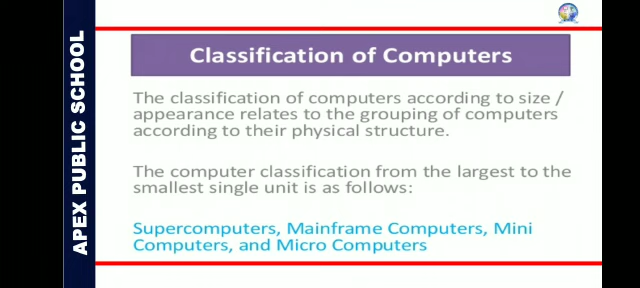 APEX PUBLIC SCHOOL
Classification of Computers
The classification of computers according to size /
appearance relates to the grouping of computers
according to their physical structure.
The computer classification from the largest to the
smallest single unit is as follows:
Supercomputers, Mainframe Computers, Mini
Computers, and Micro Computers